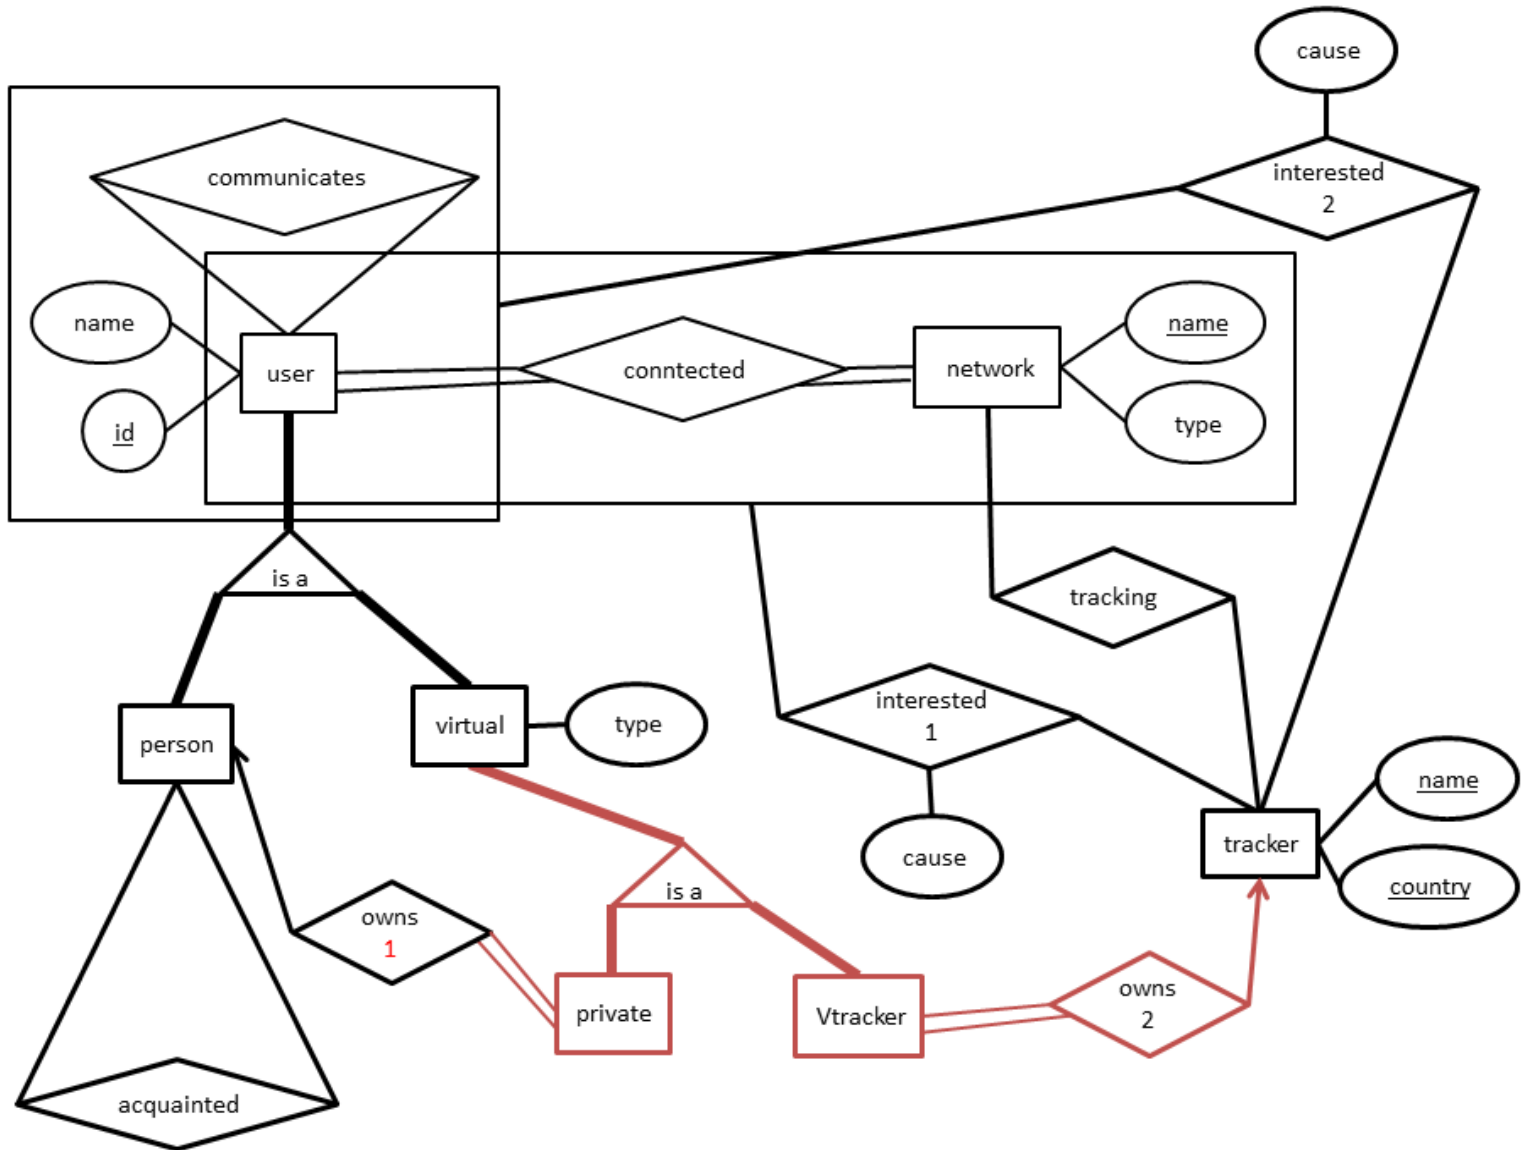 cause
interested
2
communicates
name
id
user
conntected
network
name
type
is a
tracking
person
virtual
type
interested
1
cause
tracker
name
country
is a
owns
1
private
Vtracker
owns
2
acquainted